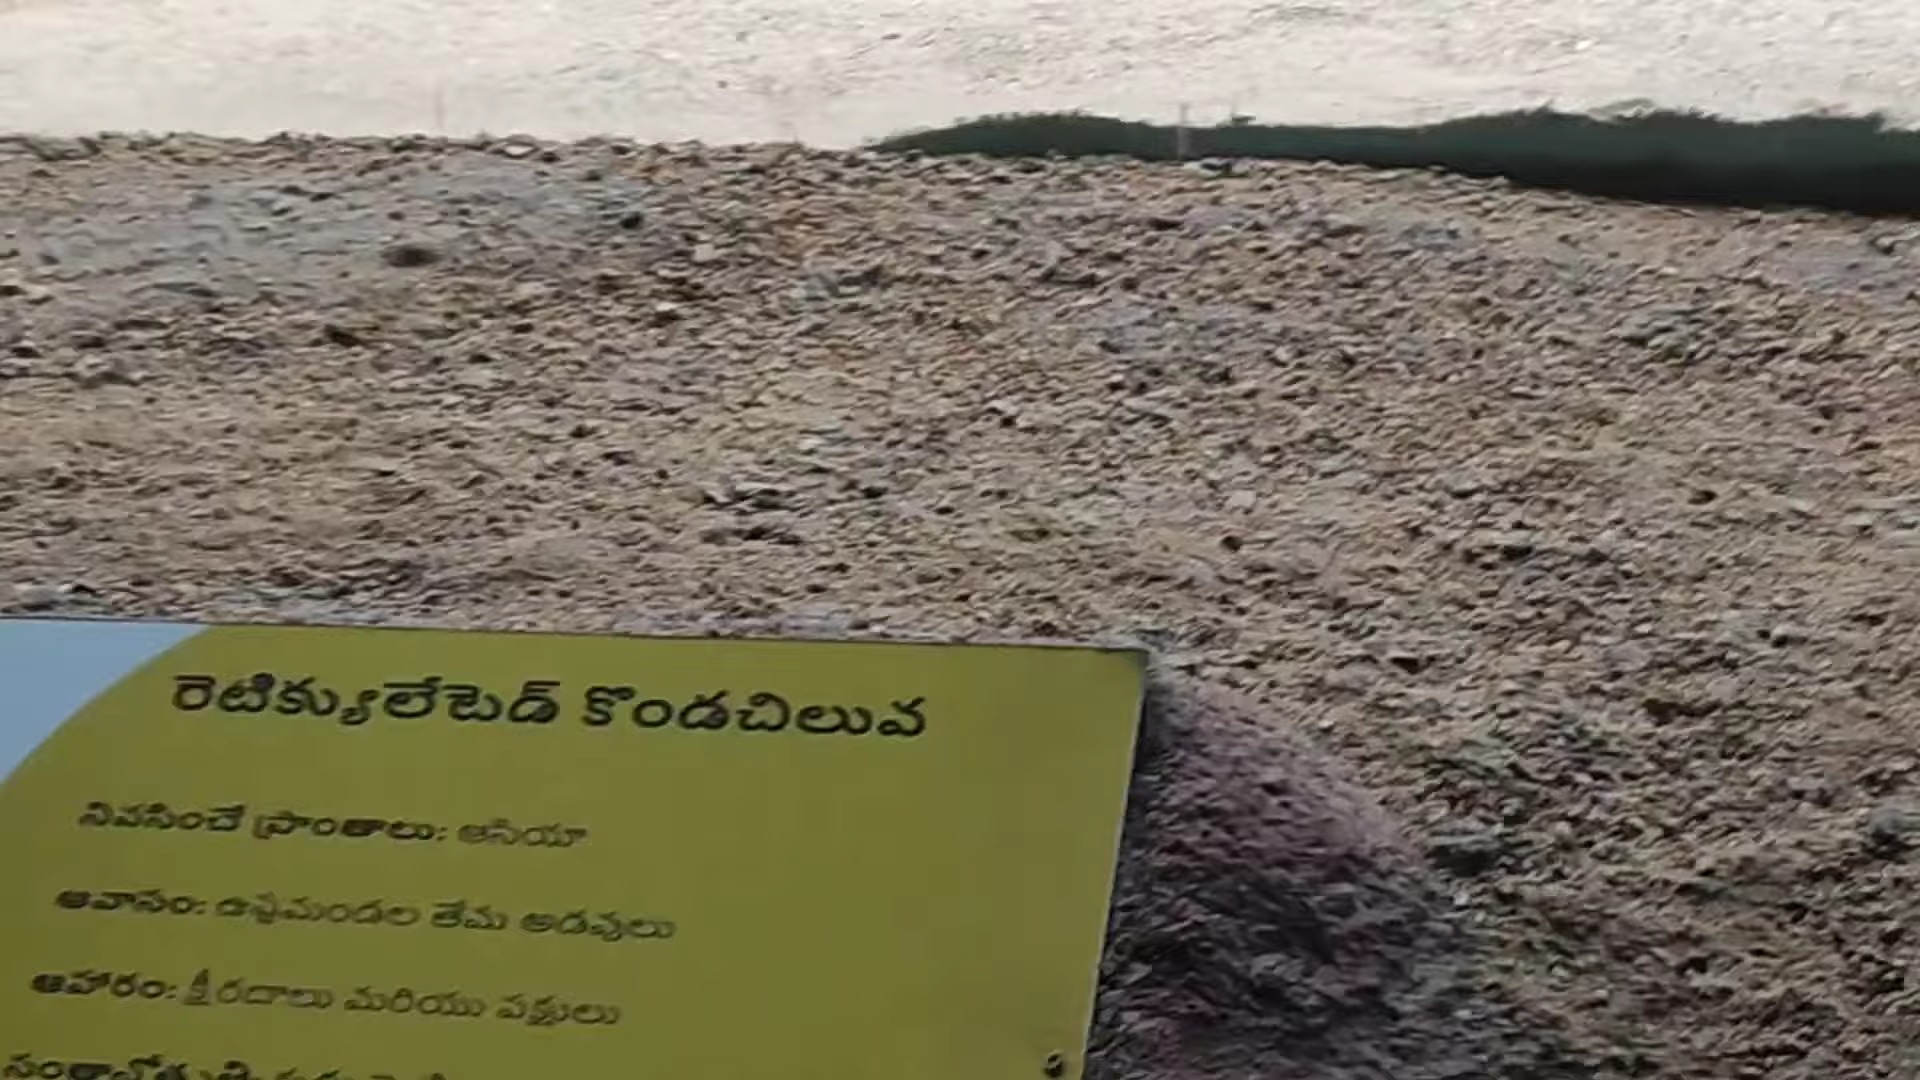 రెటిక్యులేటెడ్ కొండచిలువ
నివసించే ప్రాంతాలు: ఆసియా
ఆవాసం: ఉష్ణమండల తేమ అడవులు
ఆహారం: క్షీరదాలు మరియు పక్షులు